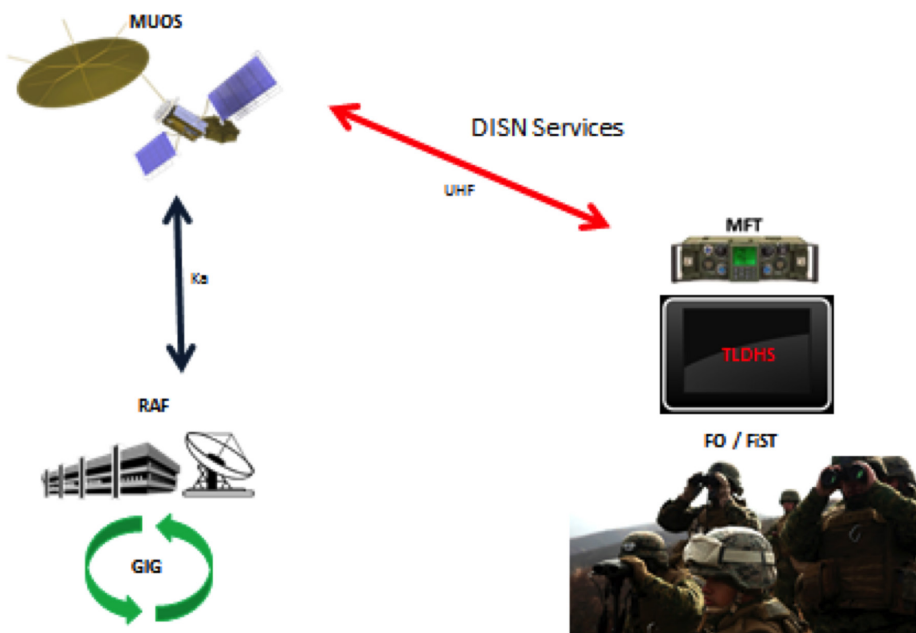 MUOS
DISN Services
UHF
MFT
Ka
TLDHS
RAF
FO / FiST
GIG